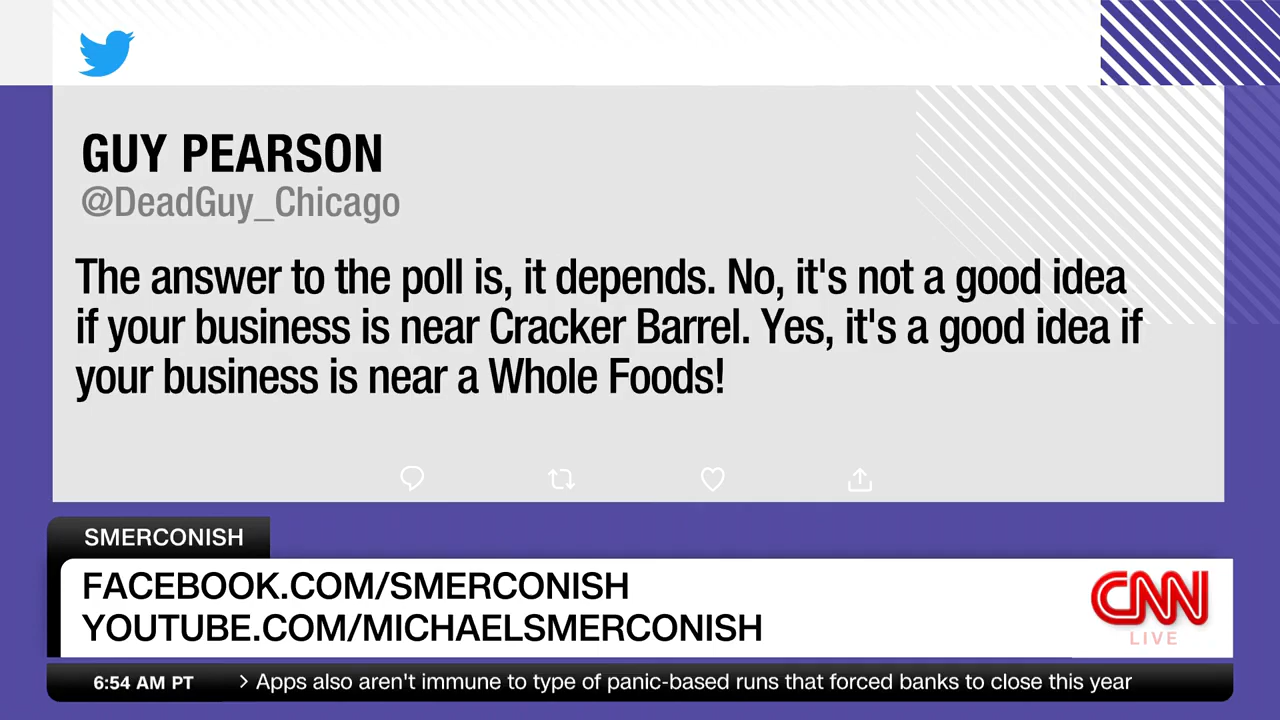 GUY PEARSON
@DeadGuy_Chicago
The answer to the poll is, it depends. No, it's not a good idea
if your business is near Cracker Barrel. Yes, it's a good idea if
your business is near a Whole Foods!
SMERCONISH
FACEBOOK.COM/SMERCONISH
YOUTUBE.COM/MICHAELSMERCONISH
CNN
LIVE
6:54 AM PT > Apps also aren't immune to type of panic-based runs that forced banks to close this year